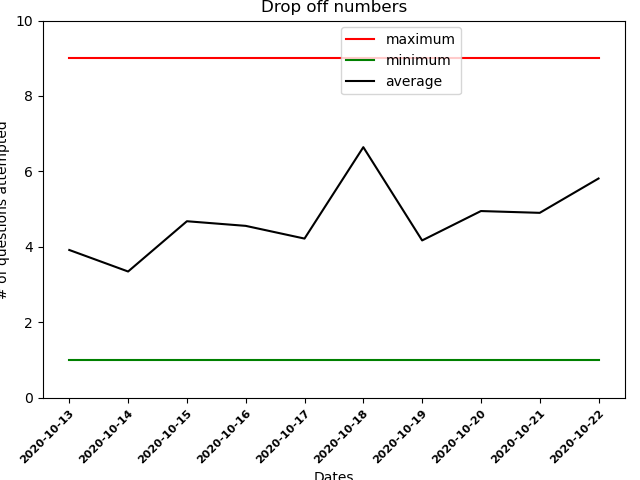 Drop off numbers
maximum
minimum
average
# of questions attempted
10
8
6
4
2
0
2020-10-13
2020-10-14
2020-10-15
2020-10-16
2020-10-17
2020-10-18
2020-10-19
2020-10-20
2020-10-21
2020-10-22
Dates